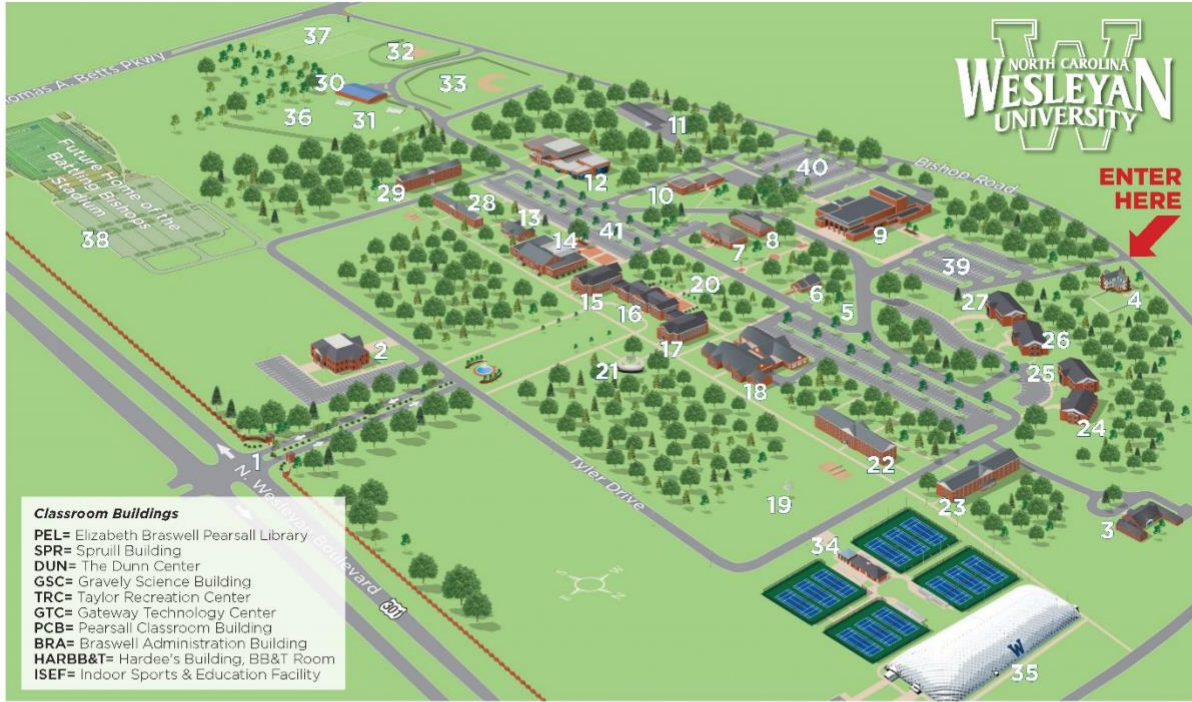 37
32
30
33
Thomas A. Betts Pkwy
36
31
11
NORTH CAROLINA
WESLEYAN
UNIVERSITY
W
Future Home of the
Battling Bishops
Stadium
38
12
29
10
40
Bishop Road
ENTER
HERE
28
13
14
41
7
8
9
15
16
20
6
5
39
27
4
2
21
17
26
25
18
24
1
N. Wesleyan Boulevard
301
Tyler Drive
22
19
23
3
34
W
35
Classroom Buildings
PEL= Elizabeth Braswell Pearsall Library
SPR= Spruill Building
DUN= The Dunn Center
GSC= Gravely Science Building
TRC= Taylor Recreation Center
GTC= Gateway Technology Center
PCB= Pearsall Classroom Building
BRA= Braswell Administration Building
HARBB&T= Hardee's Building, BB&T Room
ISEF= Indoor Sports & Education Facility